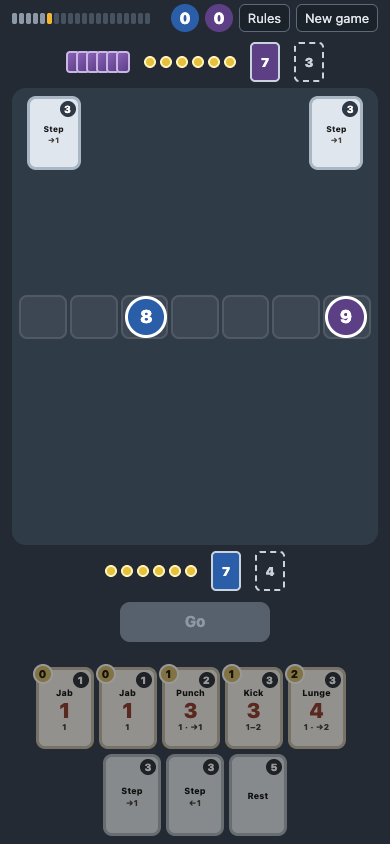 0 0 Rules New game
7 3
3 3
Step Step
→1 →1
8 9
7 4
Go
0 1 0 1 1 2 1 3 2 3
Jab Jab Punch Kick Lunge
1 1 3 3 4
1 1 1 · →1 1–2 1 · →2
3 3 5
Step Step Rest
→1 ←1